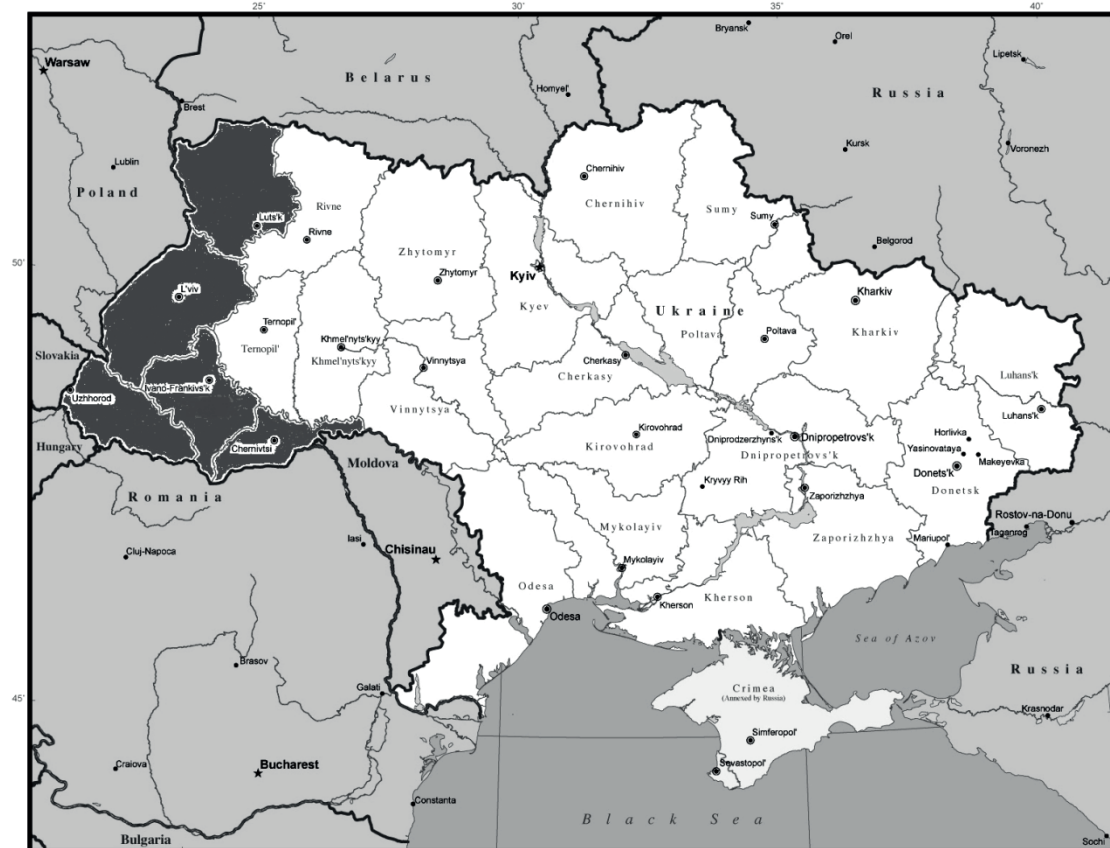 25'
30'
35'
40'
Bryansk
Orel
Lipetsk
Warsaw
Belarus
Homyel'
Russia
Brest
Voronezh
Kursk
Lublin
Poland
Chernihiv
Chernihiv
Sumy
Sumy
Rivne
Luts'k
Rivne
Belgorod
Zhytomyr
50'
Zhytomyr
Kyiv
Kyev
L'viv
Kharkiv
Kharkiv
Ukraine
Poltava
Poltava
Ternopil'
Ternopil'
Khmel'nyts'kyy
Khmel'nyts'kyy
Slovakia
Vinnytsya
Vinnytsya
Cherkasy
Cherkasy
Luhans'k
Luhans'k
Ivano-Frankivs'k
Uzhhorod
Chernivtsi
Hungary
Kirovohrad
Kirovohrad
Dniprodzerzhyns'k
Dnipropetrovs'k
Dnipropetrovs'k
Horlivka
Yasinovataya
Makeyevka
Donets'k
Donetsk
Moldova
Romania
Kryvyy Rih
Zaporizhzhya
Zaporizhzhya
Rostov-na-Donu
Taganrog
Mariupol'
Mykolayiv
Mykolayiv
Iasi
Cluj-Napoca
Chisinau
Odesa
Odesa
Kherson
Kherson
Sea of Azov
Brasov
Russia
45'
Galati
Crimea
(Annexed by Russia)
Krasnodar
Simferopol'
Sevastopol'
Craiova
Bucharest
Constanta
Black Sea
Bulgaria
Sochi